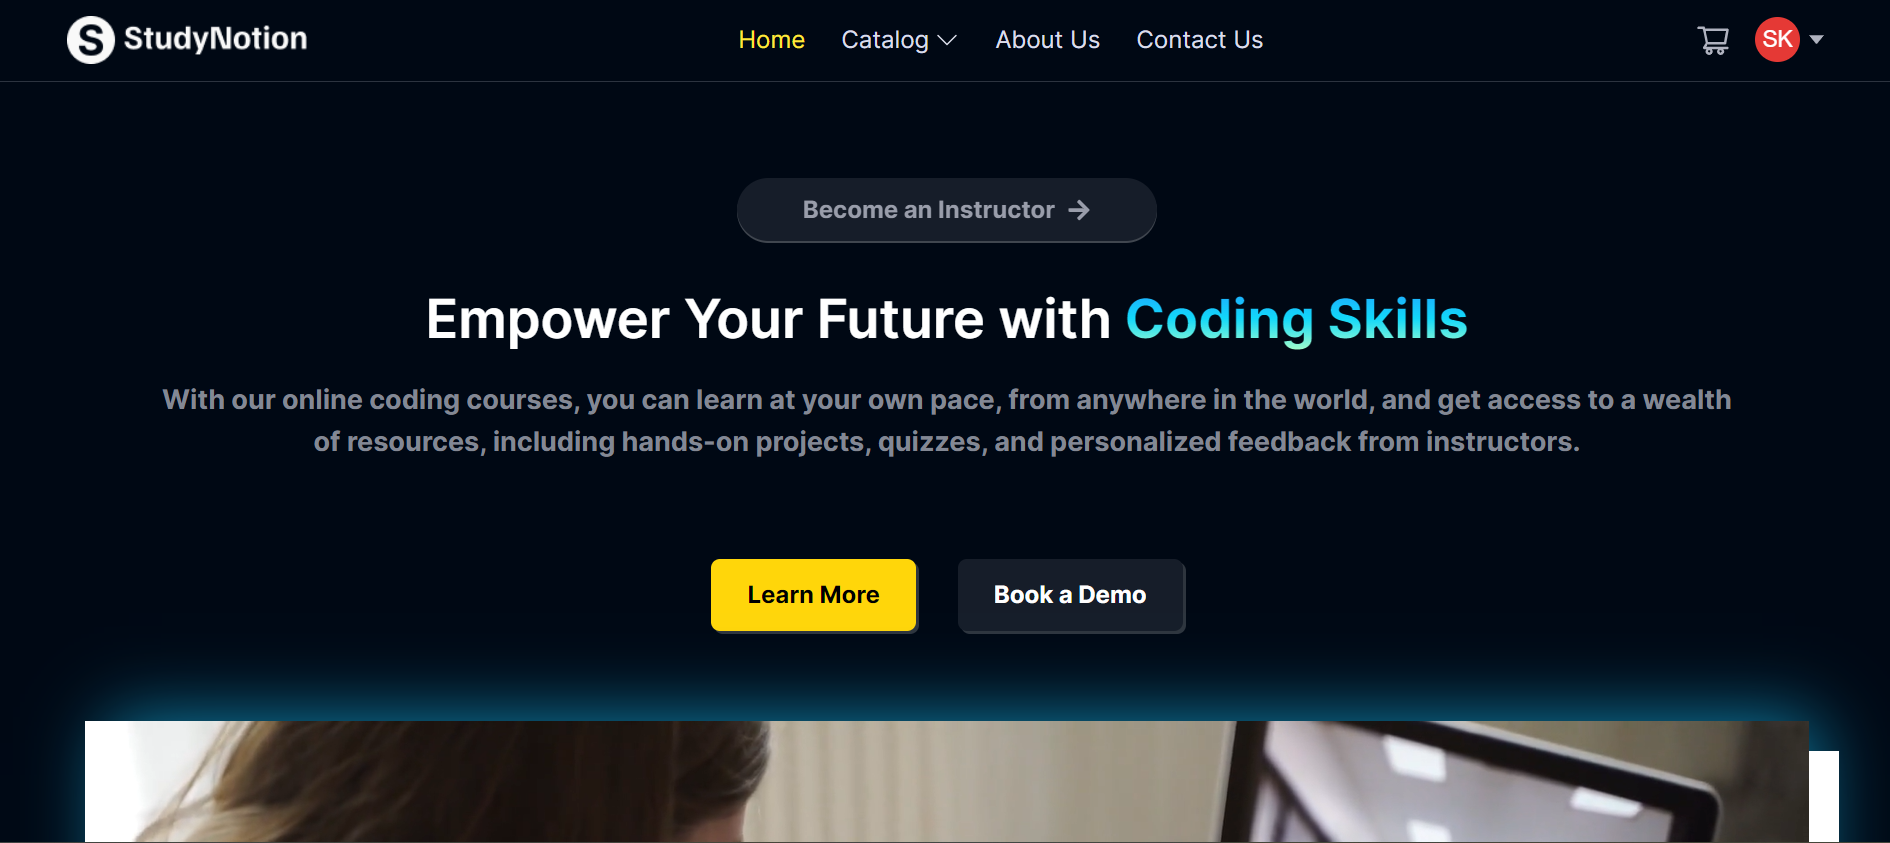 S StudyNotion
Home Catalog About Us Contact Us
SK
Become an Instructor →
Empower Your Future with Coding Skills
With our online coding courses, you can learn at your own pace, from anywhere in the world, and get access to a wealth
of resources, including hands-on projects, quizzes, and personalized feedback from instructors.
Learn More
Book a Demo